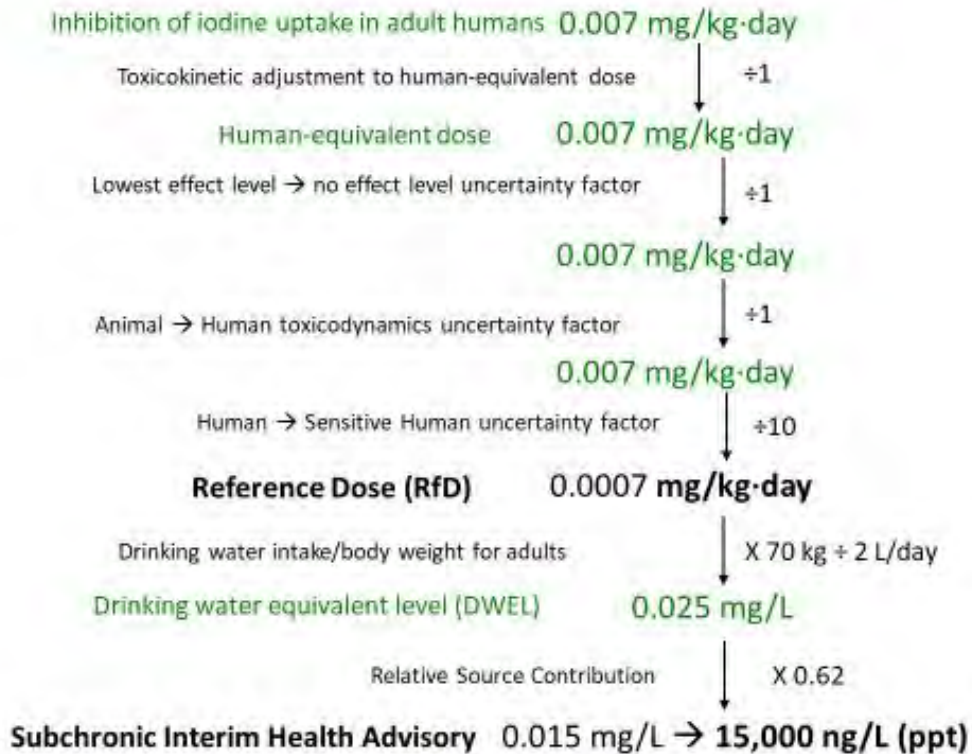 Inhibition of iodine uptake in adult humans 0.007 mg/kg·day
Toxicokinetic adjustment to human-equivalent dose ÷1
Human-equivalent dose 0.007 mg/kg·day
Lowest effect level → no effect level uncertainty factor ÷1
0.007 mg/kg·day
Animal → Human toxicodynamics uncertainty factor ÷1
0.007 mg/kg·day
Human → Sensitive Human uncertainty factor ÷10
Reference Dose (RfD) 0.0007 mg/kg·day
Drinking water intake/body weight for adults X 70 kg ÷ 2 L/day
Drinking water equivalent level (DWEL) 0.025 mg/L
Relative Source Contribution X 0.62
Subchronic Interim Health Advisory 0.015 mg/L → 15,000 ng/L (ppt)